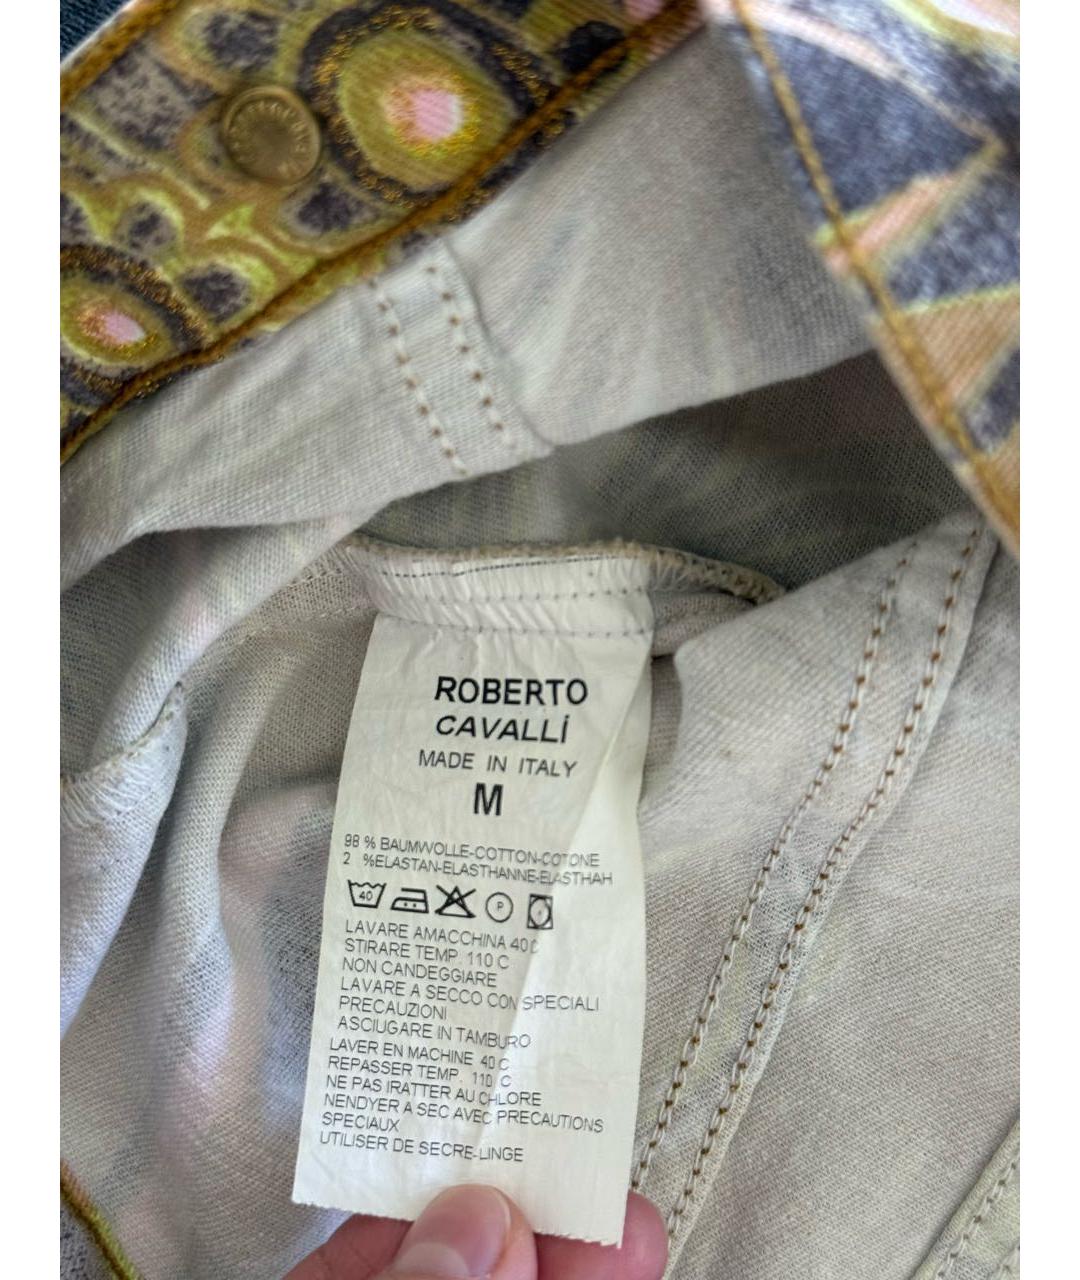 ROBERTO
CAVALLİ
MADE IN ITALY
M
98 % BAUMWOLLE-COTTON-COTONE
2 %ELASTAN-ELASTHANNE-ELASTHAH
40
P
LAVARE AMACCHINA 40 C
STIRARE TEMP. 110 C
NON CANDEGGIARE
LAVARE A SECCO CON SPECIALI
PRECAUZIONI
ASCIUGARE IN TAMBURO
LAVER EN MACHINE 40 C
REPASSER TEMP. 110 C
NE PAS IRATTER AU CHLORE
NENDYER A SEC AVEC PRECAUTIONS
SPECIAUX
UTILISER DE SECRE-LINGE